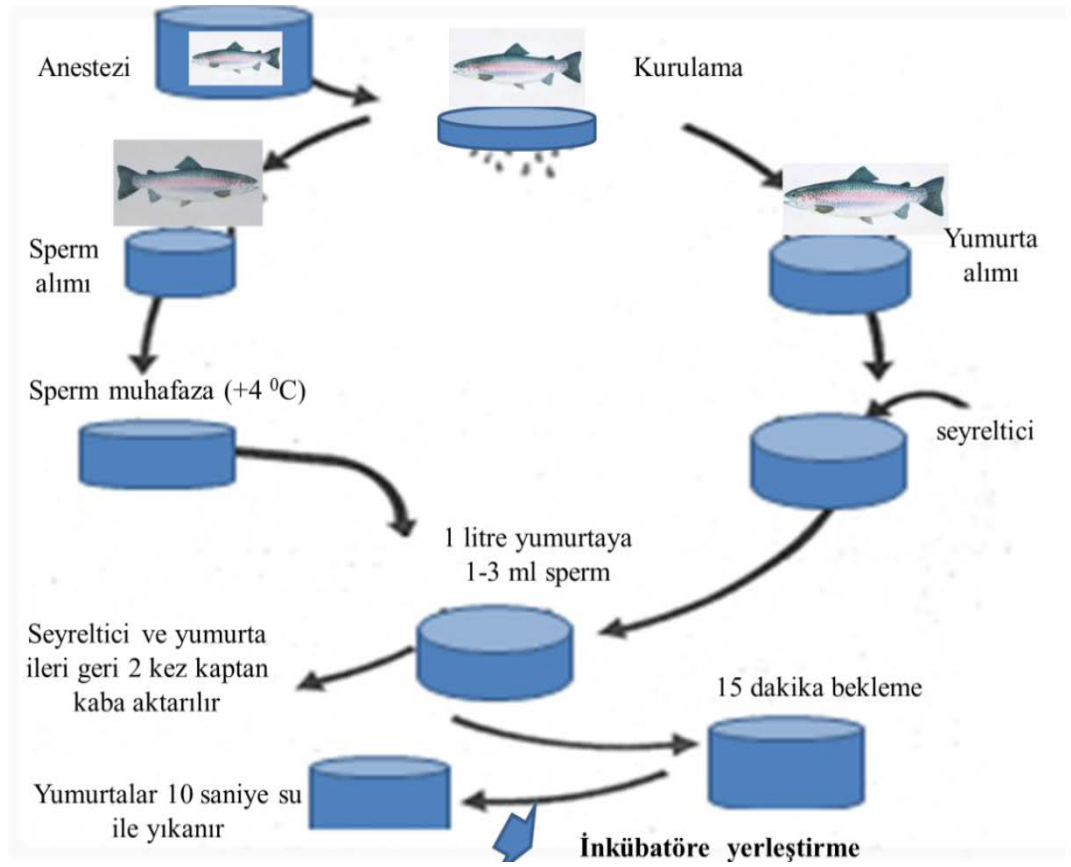 Anestezi
Kurulama
Sperm
alımı
Yumurta
alımı
Sperm muhafaza (+4 ⁰C)
seyreltici
1 litre yumurtaya
1-3 ml sperm
Seyreltici ve yumurta
ileri geri 2 kez kaptan
kaba aktarılır
15 dakika bekleme
Yumurtalar 10 saniye su
ile yıkanır
İnkübatöre yerleştirme